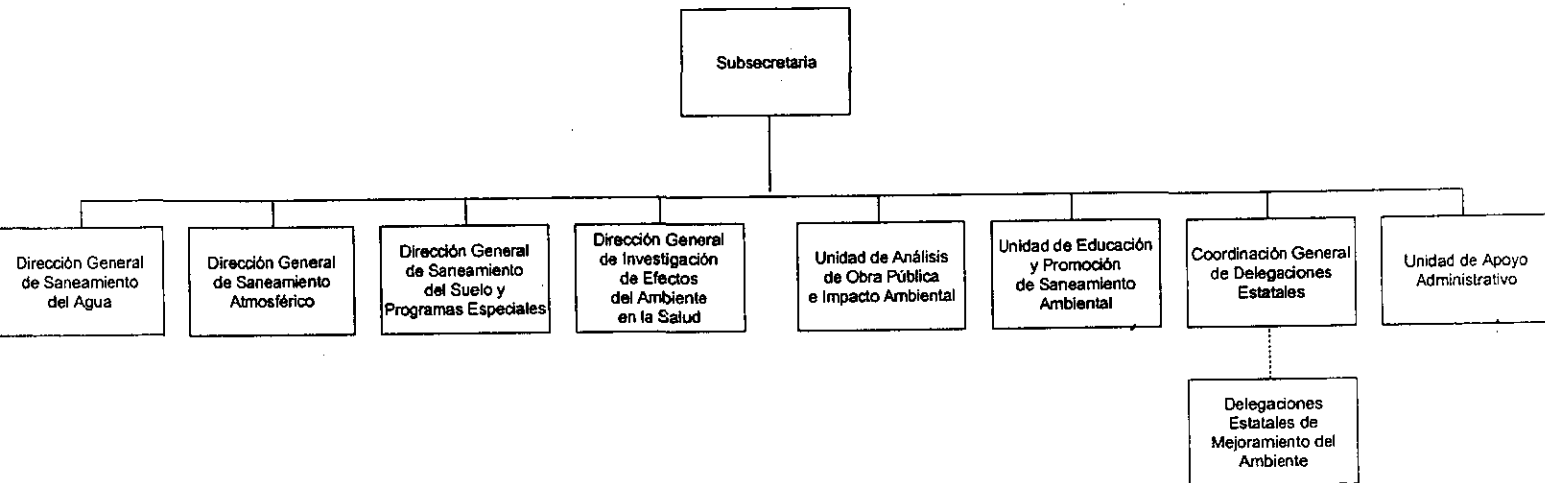 Subsecretaria
Dirección General
de Saneamiento
del Agua
Dirección General
de Saneamiento
Atmosférico
Dirección General
de Saneamiento
del Suelo y
Programas Especiales
Dirección General
de Investigación
de Efectos
del Ambiente
en la Salud
Unidad de Análisis
de Obra Pública
e Impacto Ambiental
Unidad de Educación
y Promoción
de Saneamiento
Ambiental
Coordinación General
de Delegaciones
Estatales
Unidad de Apoyo
Administrativo
Delegaciones
Estatales de
Mejoramiento del
Ambiente